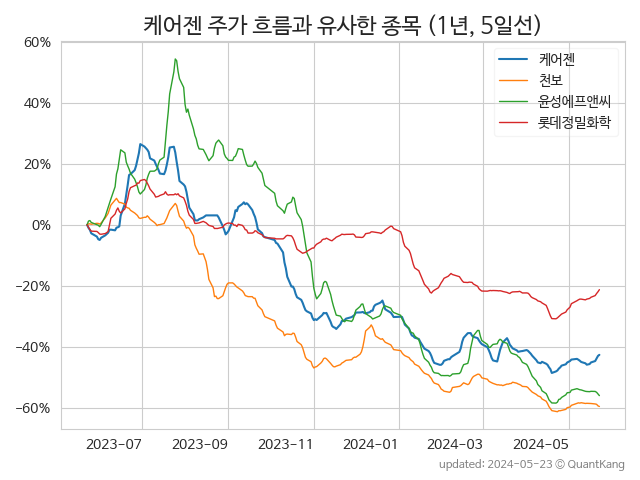 케어젠 주가 흐름과 유사한 종목 (1년, 5일선)
60%
40%
20%
0%
−20%
−40%
−60%
케어젠
천보
윤성에프앤씨
롯데정밀화학
2023−07
2023−09
2023−11
2024−01
2024−03
2024−05
updated: 2024-05-23 © QuantKang